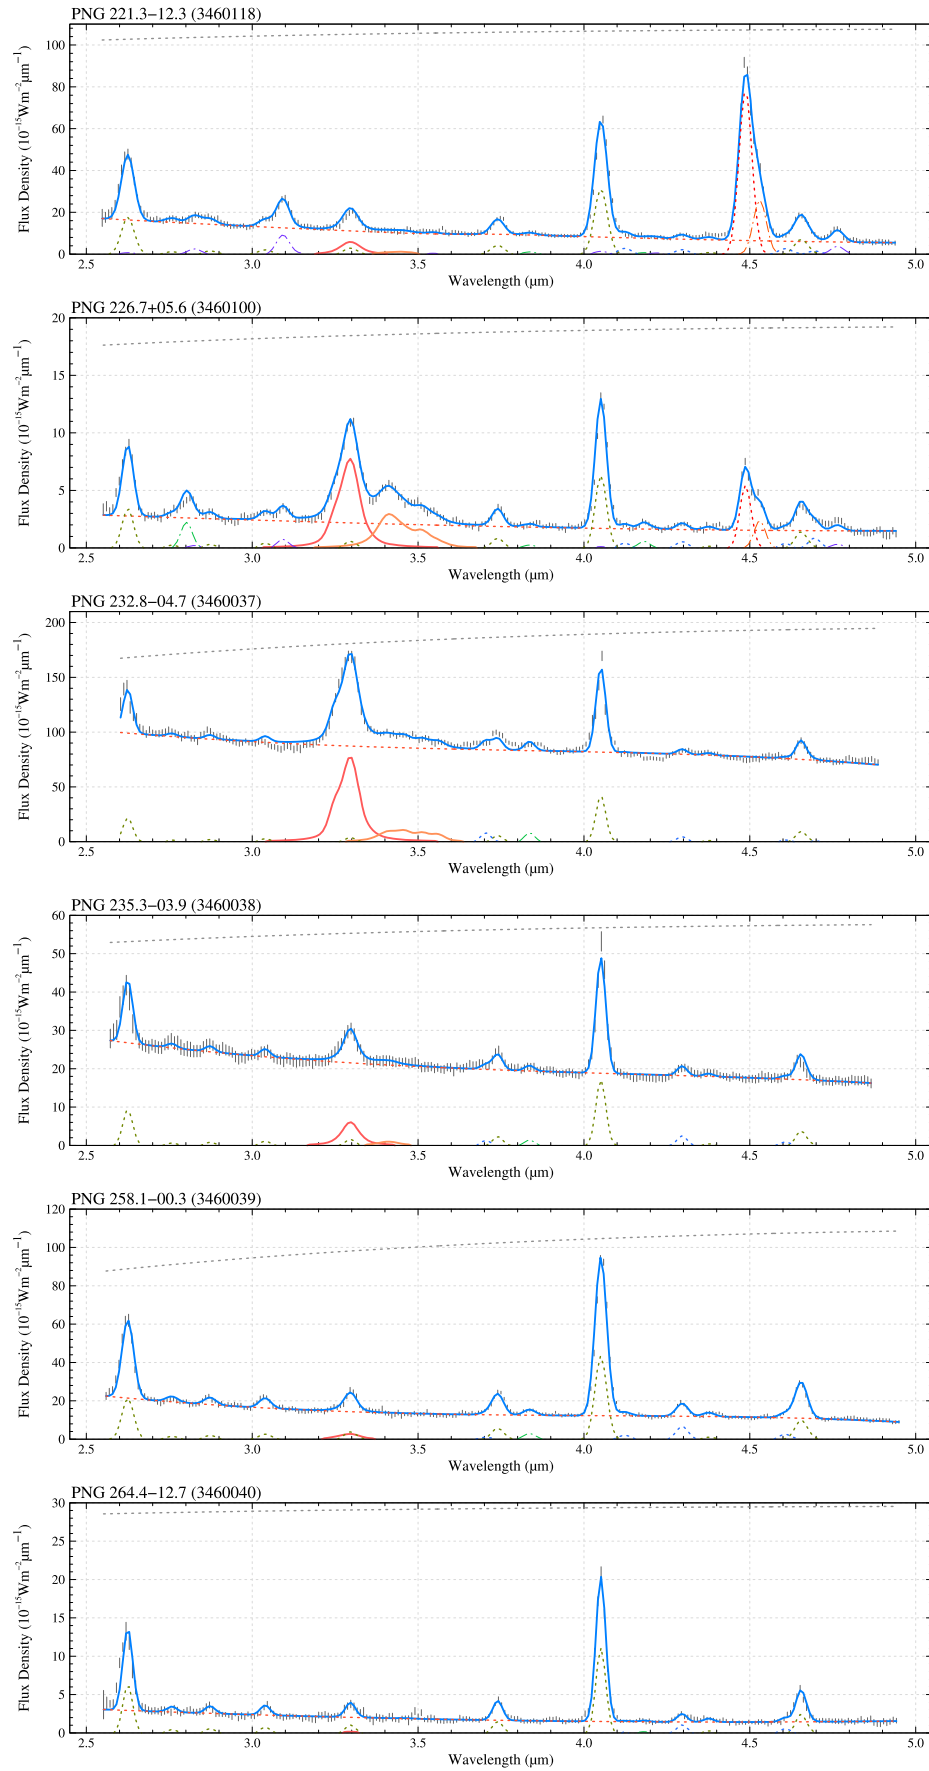 PNG 221.3−12.3 (3460118)
Flux Density (10⁻¹⁵Wm⁻²μm⁻¹)
100
80
60
40
20
0
2.5 3.0 3.5 4.0 4.5 5.0
Wavelength (μm)
PNG 226.7+05.6 (3460100)
Flux Density (10⁻¹⁵Wm⁻²μm⁻¹)
20
15
10
5
0
2.5 3.0 3.5 4.0 4.5 5.0
Wavelength (μm)
PNG 232.8−04.7 (3460037)
Flux Density (10⁻¹⁵Wm⁻²μm⁻¹)
200
150
100
50
0
2.5 3.0 3.5 4.0 4.5 5.0
Wavelength (μm)
PNG 235.3−03.9 (3460038)
Flux Density (10⁻¹⁵Wm⁻²μm⁻¹)
60
50
40
30
20
10
0
2.5 3.0 3.5 4.0 4.5 5.0
Wavelength (μm)
PNG 258.1−00.3 (3460039)
Flux Density (10⁻¹⁵Wm⁻²μm⁻¹)
120
100
80
60
40
20
0
2.5 3.0 3.5 4.0 4.5 5.0
Wavelength (μm)
PNG 264.4−12.7 (3460040)
Flux Density (10⁻¹⁵Wm⁻²μm⁻¹)
30
25
20
15
10
5
0
2.5 3.0 3.5 4.0 4.5 5.0
Wavelength (μm)